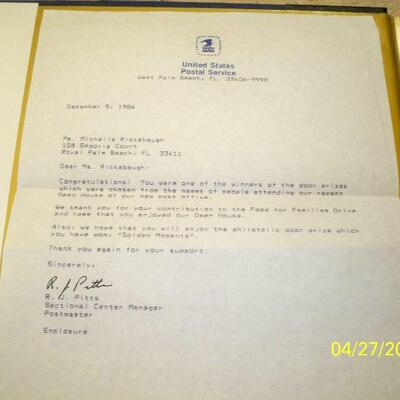 United States
Postal Service
West Palm Beach, FL 33406-9998
December 5, 1984
Ms. Michelle Rickabaugh
108 Segovia Court
Royal Palm Beach, FL 33411
Dear Ms. Rickabaugh:
Congratulations! You were one of the winners of the door prizes
which were chosen from the names of people attending our recent
Open House of our new post office.
We thank you for your contribution to the Food for Families Drive
and hope that you enjoyed our Open House.
Also, we hope that you will enjoy the philatelic door prize which
you have won: "Golden Moments".
Thank you again for your support.
Sincerely,
R. J. Pitts
R. J. Pitts
Sectional Center Manager
Postmaster
Enclosure
04/27/20